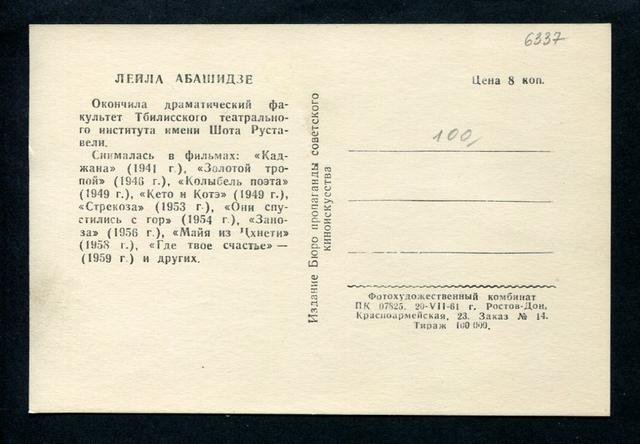 6337
ЛЕЙЛА АБАШИДЗЕ
Окончила драматический фа-
культет Тбилисского театрально-
го института имени Шота Руста-
вели.
Снималась в фильмах: «Кад-
жана» (1941 г.), «Золотой тро-
пой» (1946 г.), «Колыбель поэта»
(1949 г.), «Кето и Котэ» (1949 г.),
«Стрекоза» (1953 г.), «Они спу-
стились с гор» (1954 г.), «Зано-
за» (1956 г.), «Майя из Цхнети»
(1958 г.), «Где твое счастье» —
(1959 г.) и других.
Издание Бюро пропаганды советского
киноискусства
Цена 8 коп.
100/
Фотохудожественный комбинат
ПК 07825. 20-VII-61 г. Ростов-Дон,
Красноармейская, 23. Заказ № 14.
Тираж 100 000.